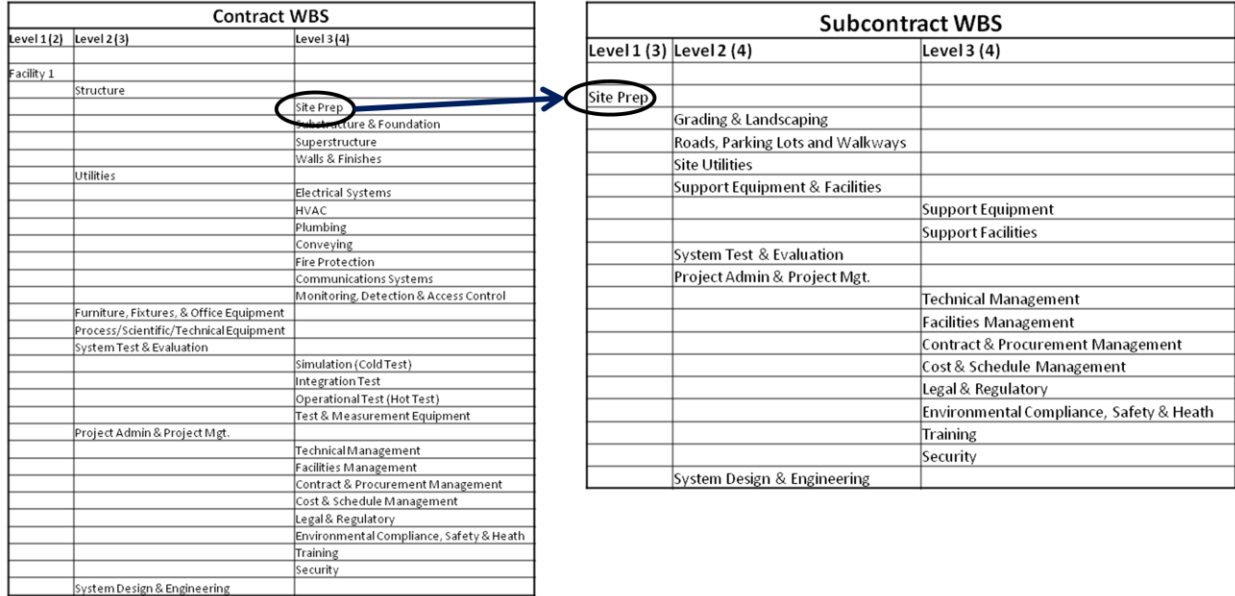 Contract WBS
Level 1 (2) Level 2 (3) Level 3 (4)
Facility 1
Structure
Site Prep
Substructure & Foundation
Superstructure
Walls & Finishes
Utilities
Electrical Systems
HVAC
Plumbing
Conveying
Fire Protection
Communications Systems
Monitoring, Detection & Access Control
Furniture, Fixtures, & Office Equipment
Process/Scientific/Technical Equipment
System Test & Evaluation
Simulation (Cold Test)
Integration Test
Operational Test (Hot Test)
Test & Measurement Equipment
Project Admin & Project Mgt.
Technical Management
Facilities Management
Contract & Procurement Management
Cost & Schedule Management
Legal & Regulatory
Environmental Compliance, Safety & Heath
Training
Security
System Design & Engineering
Subcontract WBS
Level 1 (3) Level 2 (4) Level 3 (4)
Site Prep
Grading & Landscaping
Roads, Parking Lots and Walkways
Site Utilities
Support Equipment & Facilities
Support Equipment
Support Facilities
System Test & Evaluation
Project Admin & Project Mgt.
Technical Management
Facilities Management
Contract & Procurement Management
Cost & Schedule Management
Legal & Regulatory
Environmental Compliance, Safety & Heath
Training
Security
System Design & Engineering